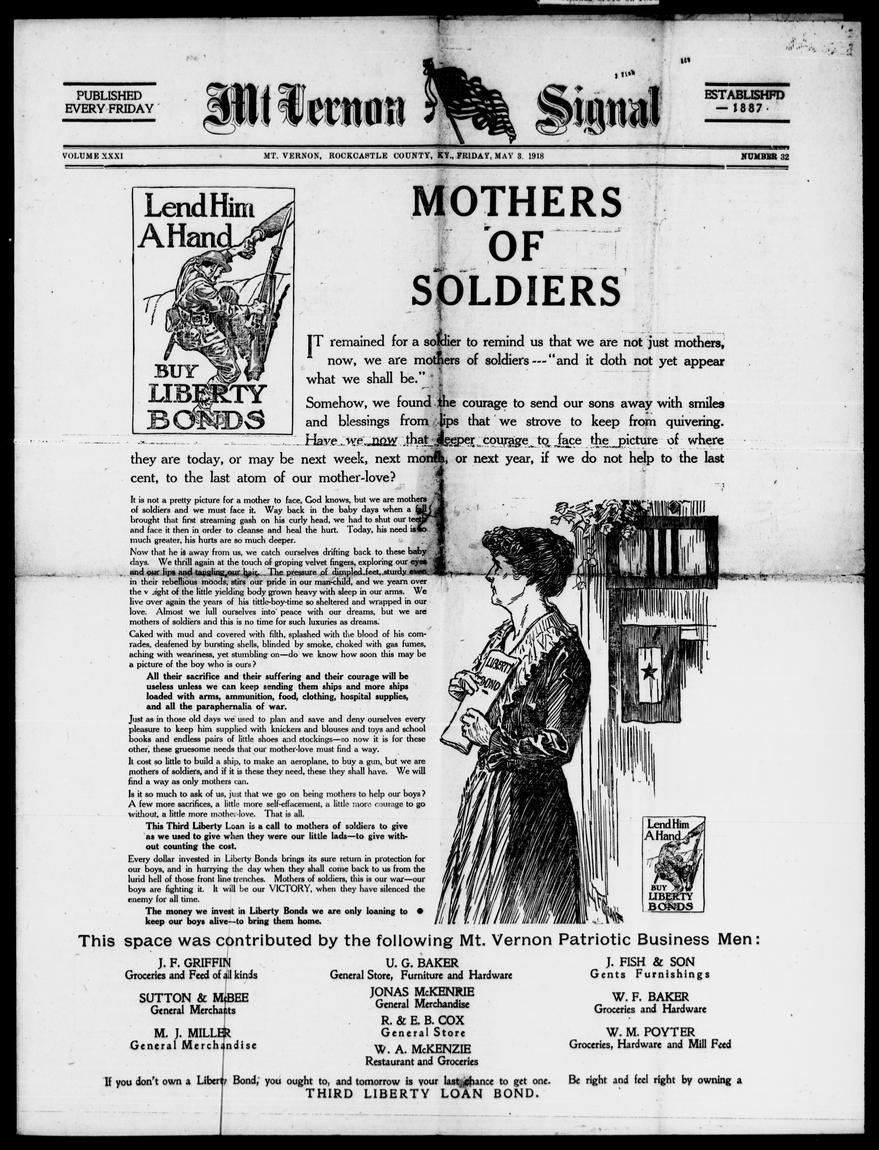 PUBLISHED
EVERY FRIDAY
Mt Vernon Signal
ESTABLISHED
— 1887 ·
VOLUME XXXI
MT. VERNON, ROCKCASTLE COUNTY, KY., FRIDAY, MAY 3, 1918
NUMBER 32
Lend Him
A Hand
BUY
LIBERTY
BONDS
MOTHERS
OF
SOLDIERS
IT remained for a soldier to remind us that we are not just mothers,
now, we are mothers of soldiers---"and it doth not yet appear
what we shall be."
Somehow, we found the courage to send our sons away with smiles
and blessings from lips that we strove to keep from quivering.
Have we now that deeper courage to face the picture of where
they are today, or may be next week, next month, or next year, if we do not help to the last
cent, to the last atom of our mother-love?
It is not a pretty picture for a mother to face, God knows, but we are mothers
of soldiers and we must face it. Way back in the baby days when a fall
brought that first streaming gash on his curly head, we had to shut our teeth
and face it then in order to cleanse and heal the hurt. Today, his need is so
much greater, his hurts are so much deeper.
Now that he is away from us, we catch ourselves drifting back to these baby
days. We thrill again at the touch of groping velvet fingers, exploring our eyes
and our lips and tangling our hair. The pressure of dimpled feet, sturdy even
in their rebellious moods, stirs our pride in our man-child, and we yearn over
the v ight of the little yielding body grown heavy with sleep in our arms. We
live over again the years of his tittle-boy-time so sheltered and wrapped in our
love. Almost we lull ourselves into peace with our dreams, but we are
mothers of soldiers and this is no time for such luxuries as dreams.
Caked with mud and covered with filth, splashed with the blood of his com-
rades, deafened by bursting shells, blinded by smoke, choked with gas fumes,
aching with weariness, yet stumbling on—do we know how soon this may be
a picture of the boy who is ours?
All their sacrifice and their suffering and their courage will be
useless unless we can keep sending them ships and more ships
loaded with arms, ammunition, food, clothing, hospital supplies,
and all the paraphernalia of war.
Just as in those old days we used to plan and save and deny ourselves every
pleasure to keep him supplied with knickers and blouses and toys and school
books and endless pairs of little shoes and stockings—so now it is for these
other, these gruesome needs that our mother-love must find a way.
It cost so little to build a ship, to make an aeroplane, to buy a gun, but we are
mothers of soldiers, and if it is these they need, these they shall have. We will
find a way as only mothers can.
Is it so much to ask of us, just that we go on being mothers to help our boys?
A few more sacrifices, a little more self-effacement, a little more courage to go
without, a little more mother-love. That is all.
This Third Liberty Loan is a call to mothers of soldiers to give
as we used to give when they were our little lads—to give with-
out counting the cost.
Every dollar invested in Liberty Bonds brings its sure return in protection for
our boys, and in hurrying the day when they shall come back to us from the
lurid hell of those front line trenches. Mothers of soldiers, this is our war—our
boys are fighting it. It will be our VICTORY, when they have silenced the
enemy for all time.
The money we invest in Liberty Bonds we are only loaning to
keep our boys alive—to bring them home.
LIBERTY
BOND
Lend Him
A Hand
BUY
LIBERTY
BONDS
This space was contributed by the following Mt. Vernon Patriotic Business Men:
J. F. GRIFFIN
Groceries and Feed of all kinds
SUTTON & McBEE
General Merchants
M. J. MILLER
General Merchandise
U. G. BAKER
General Store, Furniture and Hardware
JONAS McKENRIE
General Merchandise
R. & E. B. COX
General Store
W. A. McKENZIE
Restaurant and Groceries
J. FISH & SON
Gents Furnishings
W. F. BAKER
Groceries and Hardware
W. M. POYTER
Groceries, Hardware and Mill Feed
If you don't own a Liberty Bond, you ought to, and tomorrow is your last chance to get one. Be right and feel right by owning a
THIRD LIBERTY LOAN BOND.